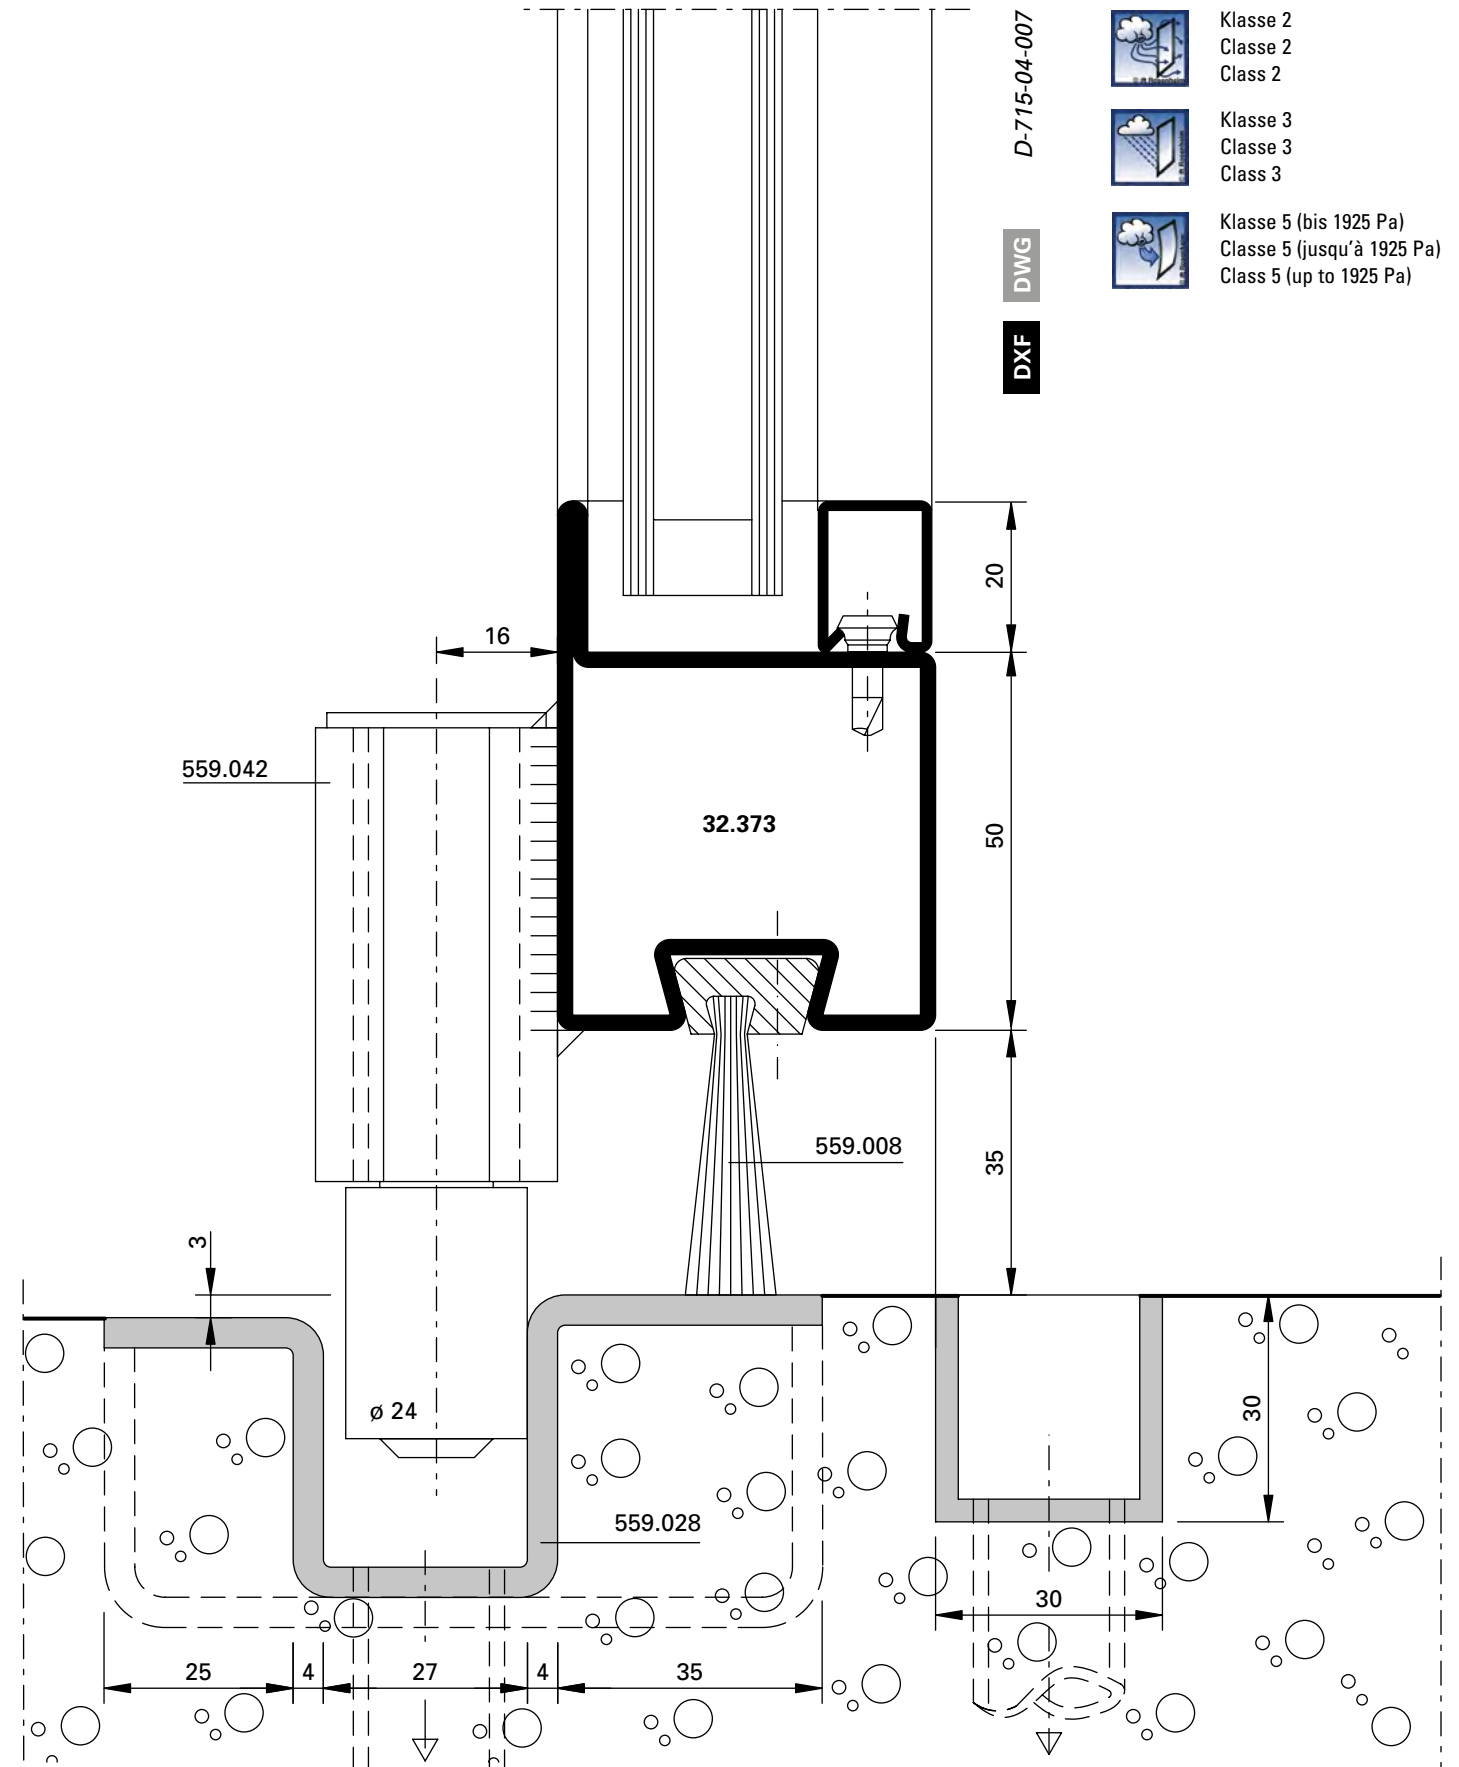 D-715-04-007
Klasse 2
Classe 2
Class 2
Klasse 3
Classe 3
Class 3
Klasse 5 (bis 1925 Pa)
Classe 5 (jusqu’à 1925 Pa)
Class 5 (up to 1925 Pa)
DWG
DXF
20
16
559.042
32.373
50
559.008
35
3
ø 24
30
559.028
30
25
4
27
4
35